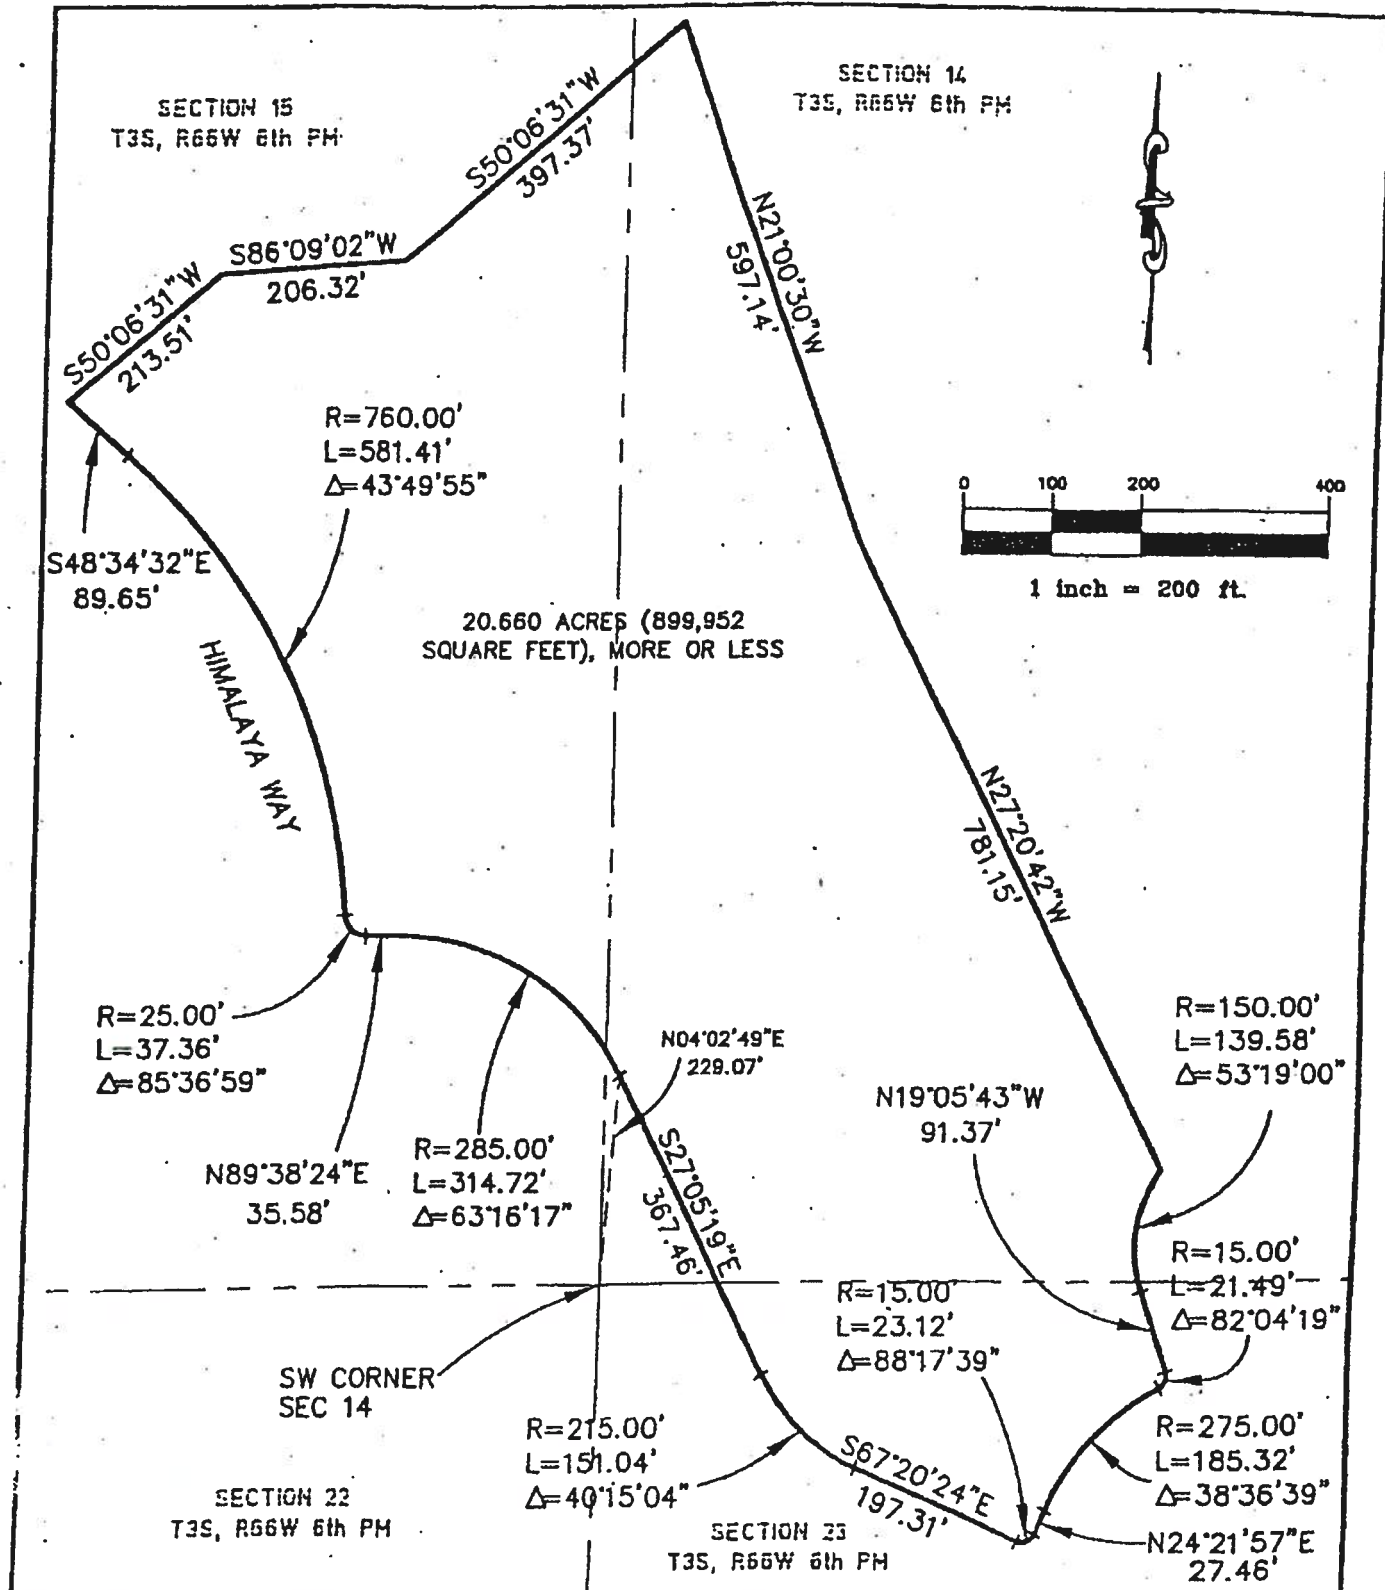 SECTION 15
T3S, R66W 6th PM
SECTION 14
T3S, R66W 6th PM
S50°06'31"W
397.37'
S86°09'02"W
206.32'
S50°06'31"W
213.51'
N21°00'30"W
597.14'
R=760.00'
L=581.41'
Δ=43°49'55"
0 100 200 400
1 inch = 200 ft.
S48°34'32"E
89.65'
20.660 ACRES (899,952
SQUARE FEET), MORE OR LESS
HIMALAYA WAY
N27°20'42"W
781.15'
R=25.00'
L=37.36'
Δ=85°36'59"
N04°02'49"E
229.07'
R=150.00'
L=139.58'
Δ=53°19'00"
N19°05'43"W
91.37'
N89°38'24"E
35.58'
R=285.00'
L=314.72'
Δ=63°16'17"
S27°05'19"E
367.46'
R=15.00'
L=21.49'
Δ=82°04'19"
R=15.00'
L=23.12'
Δ=88°17'39"
SW CORNER
SEC 14
R=215.00'
L=151.04'
Δ=40°15'04"
S67°20'24"E
197.31'
R=275.00'
L=185.32'
Δ=38°36'39"
SECTION 22
T3S, R66W 6th PM
SECTION 23
T3S, R66W 6th PM
N24°21'57"E
27.46'